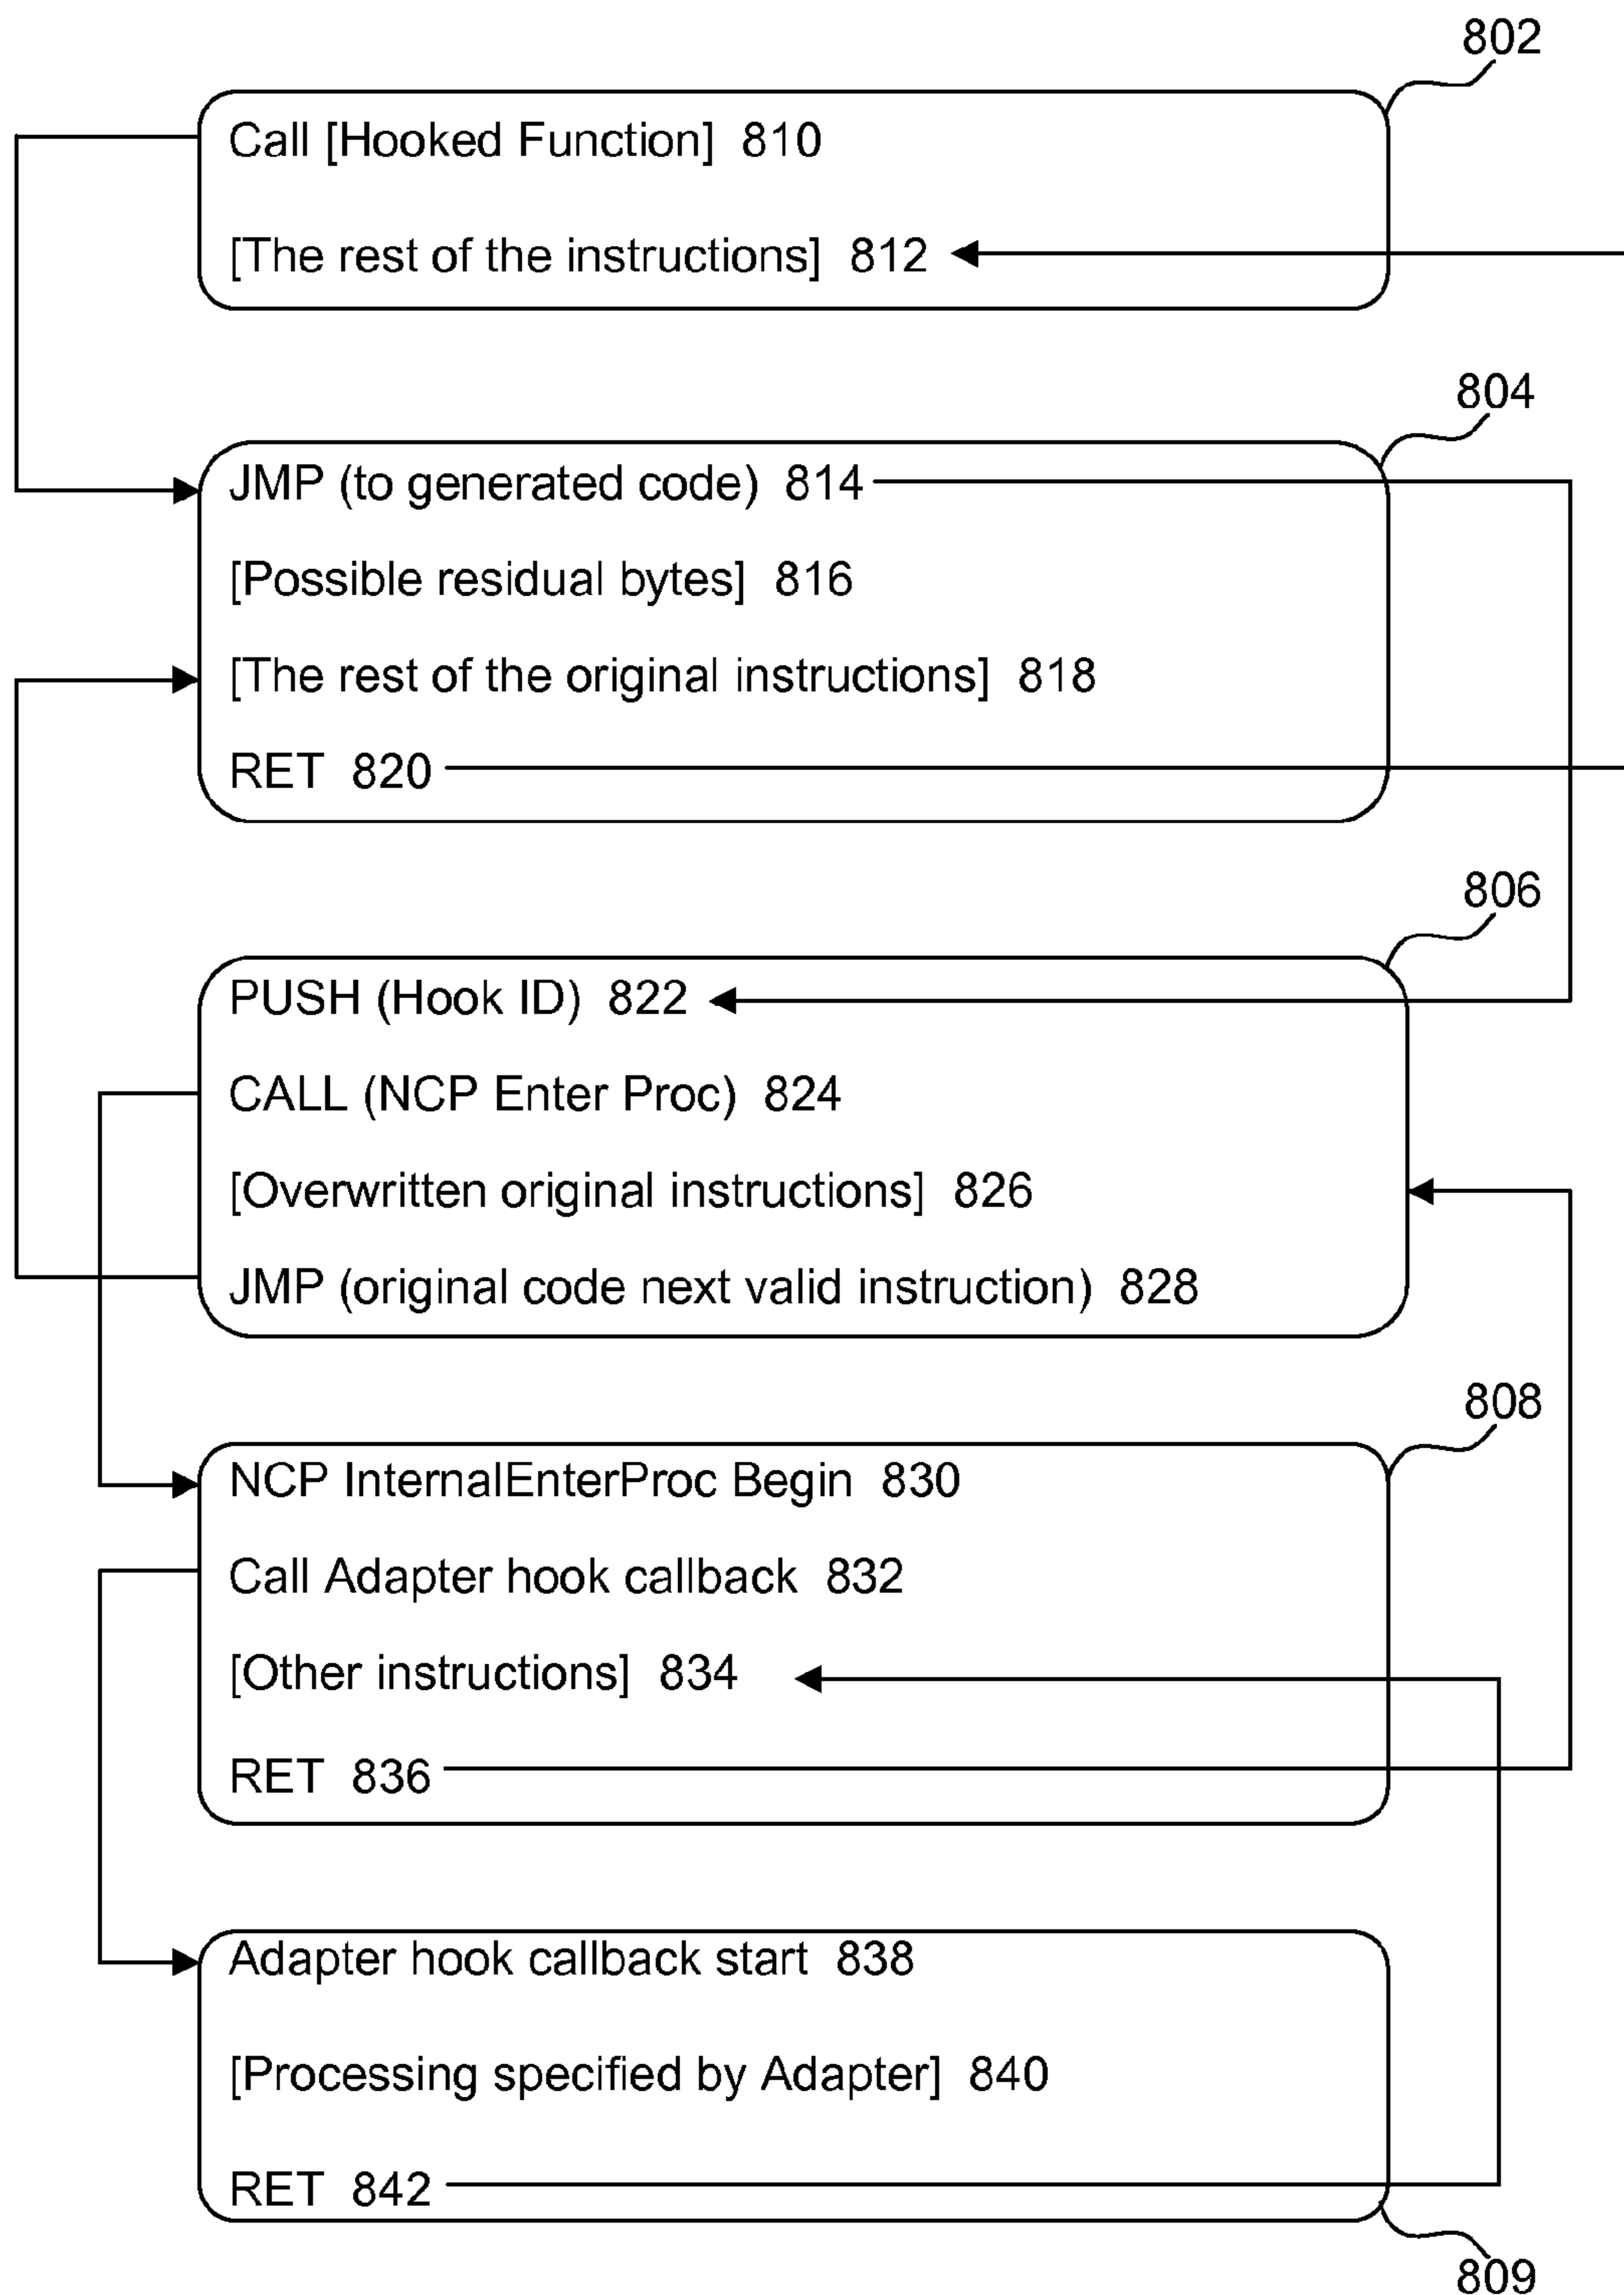 802
Call [Hooked Function] 810
[The rest of the instructions] 812
804
JMP (to generated code) 814
[Possible residual bytes] 816
[The rest of the original instructions] 818
RET 820
806
PUSH (Hook ID) 822
CALL (NCP Enter Proc) 824
[Overwritten original instructions] 826
JMP (original code next valid instruction) 828
808
NCP InternalEnterProc Begin 830
Call Adapter hook callback 832
[Other instructions] 834
RET 836
Adapter hook callback start 838
[Processing specified by Adapter] 840
RET 842
809